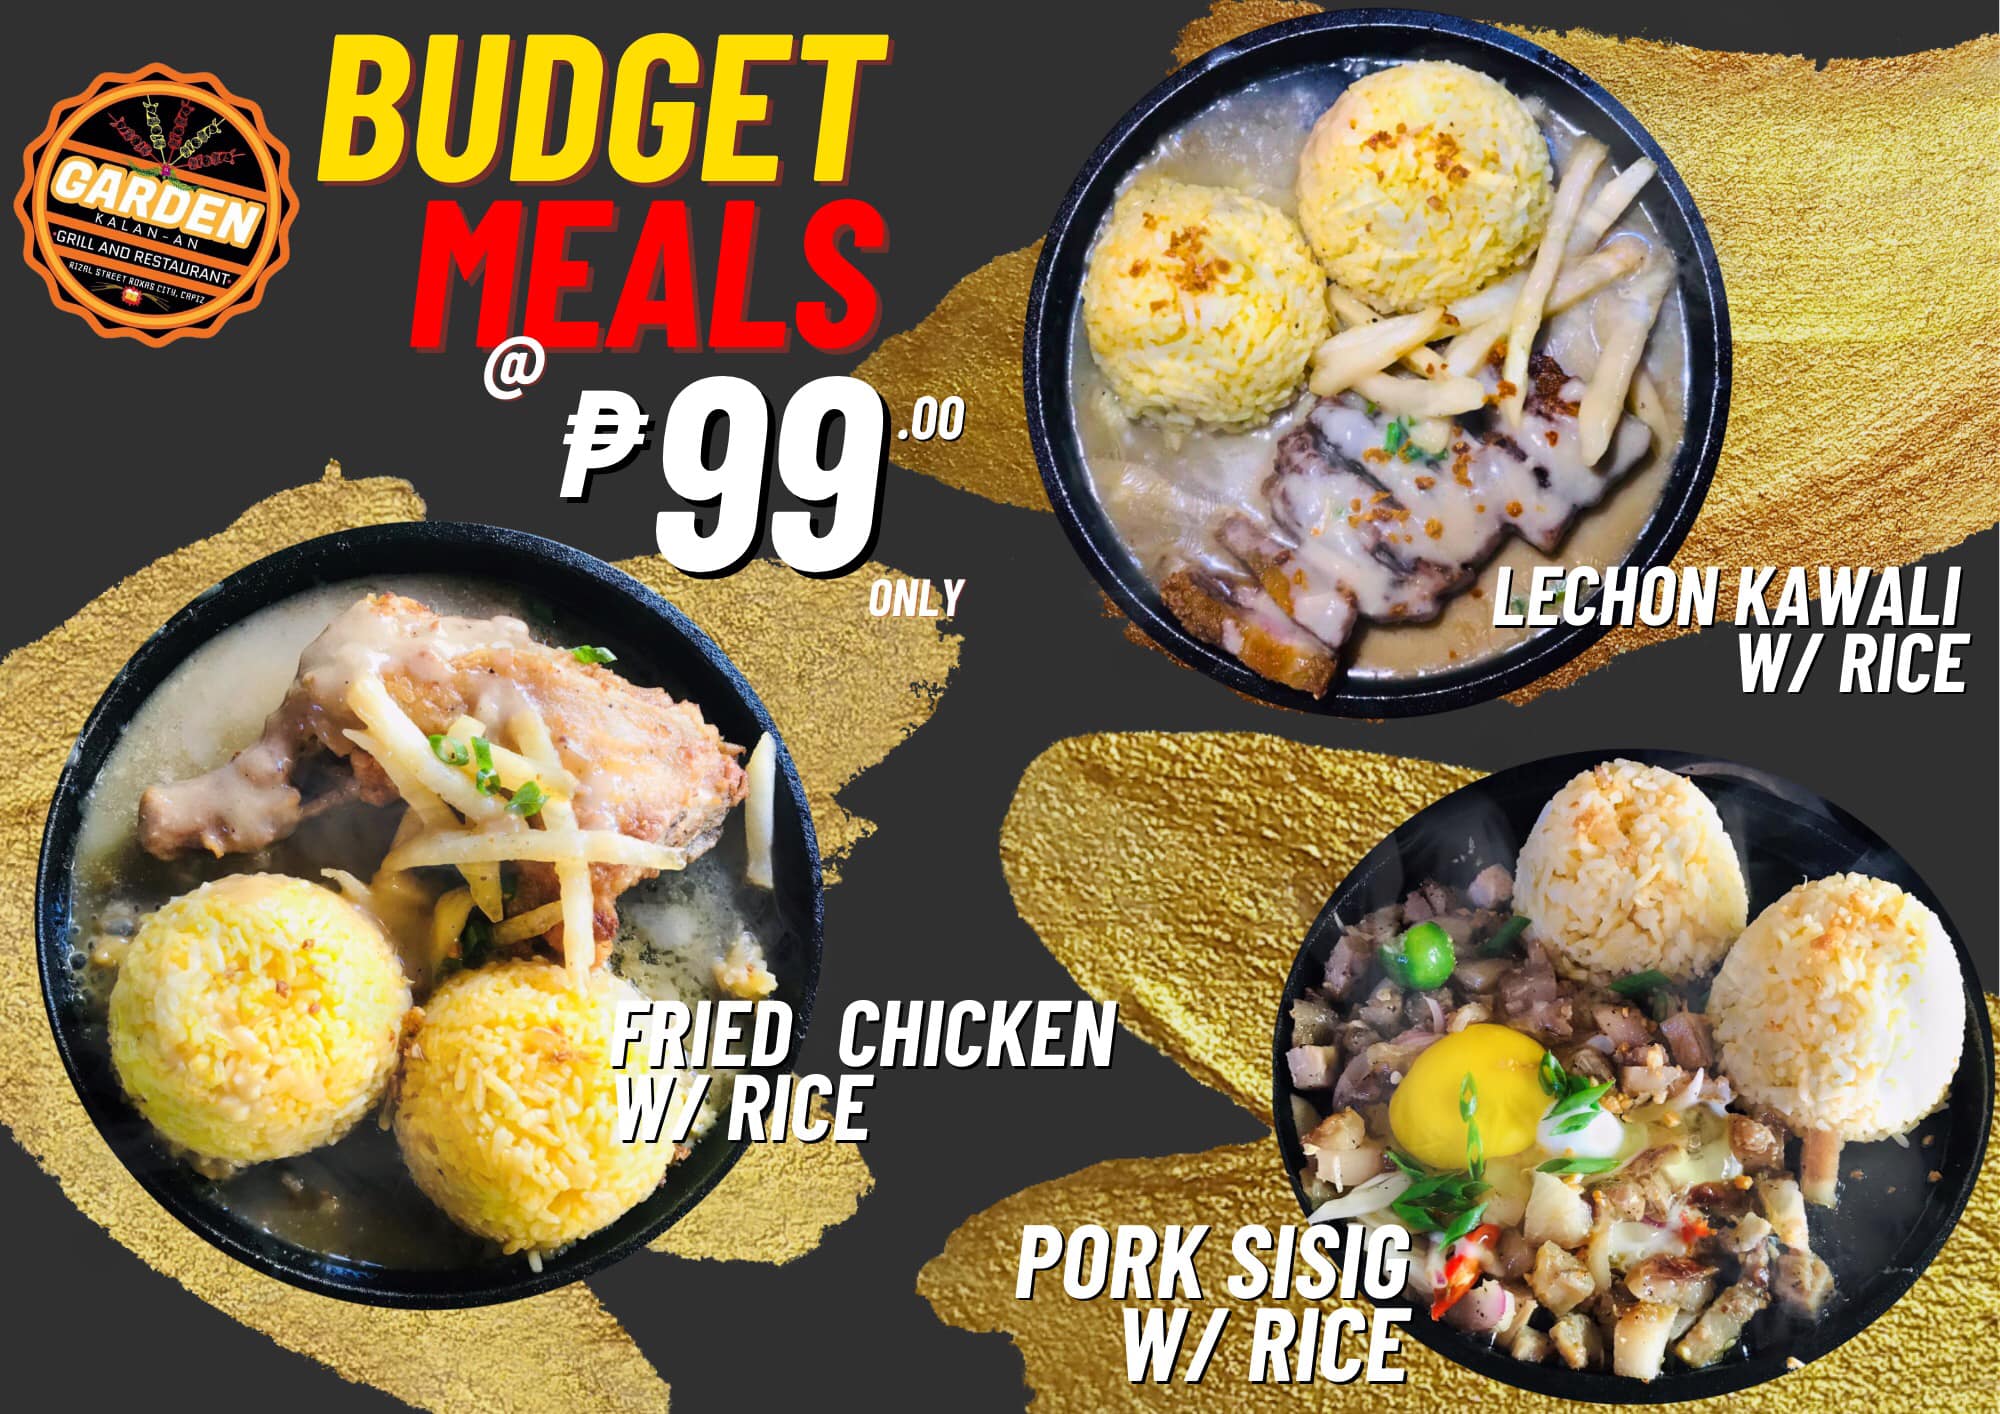 GARDEN
KALAN-AN
GRILL AND RESTAURANT
RIZAL STREET ROXAS CITY, CAPIZ
BUDGET
MEALS
@
₱99.00
ONLY
LECHON KAWALI
W/ RICE
FRIED CHICKEN
W/ RICE
PORK SISIG
W/ RICE